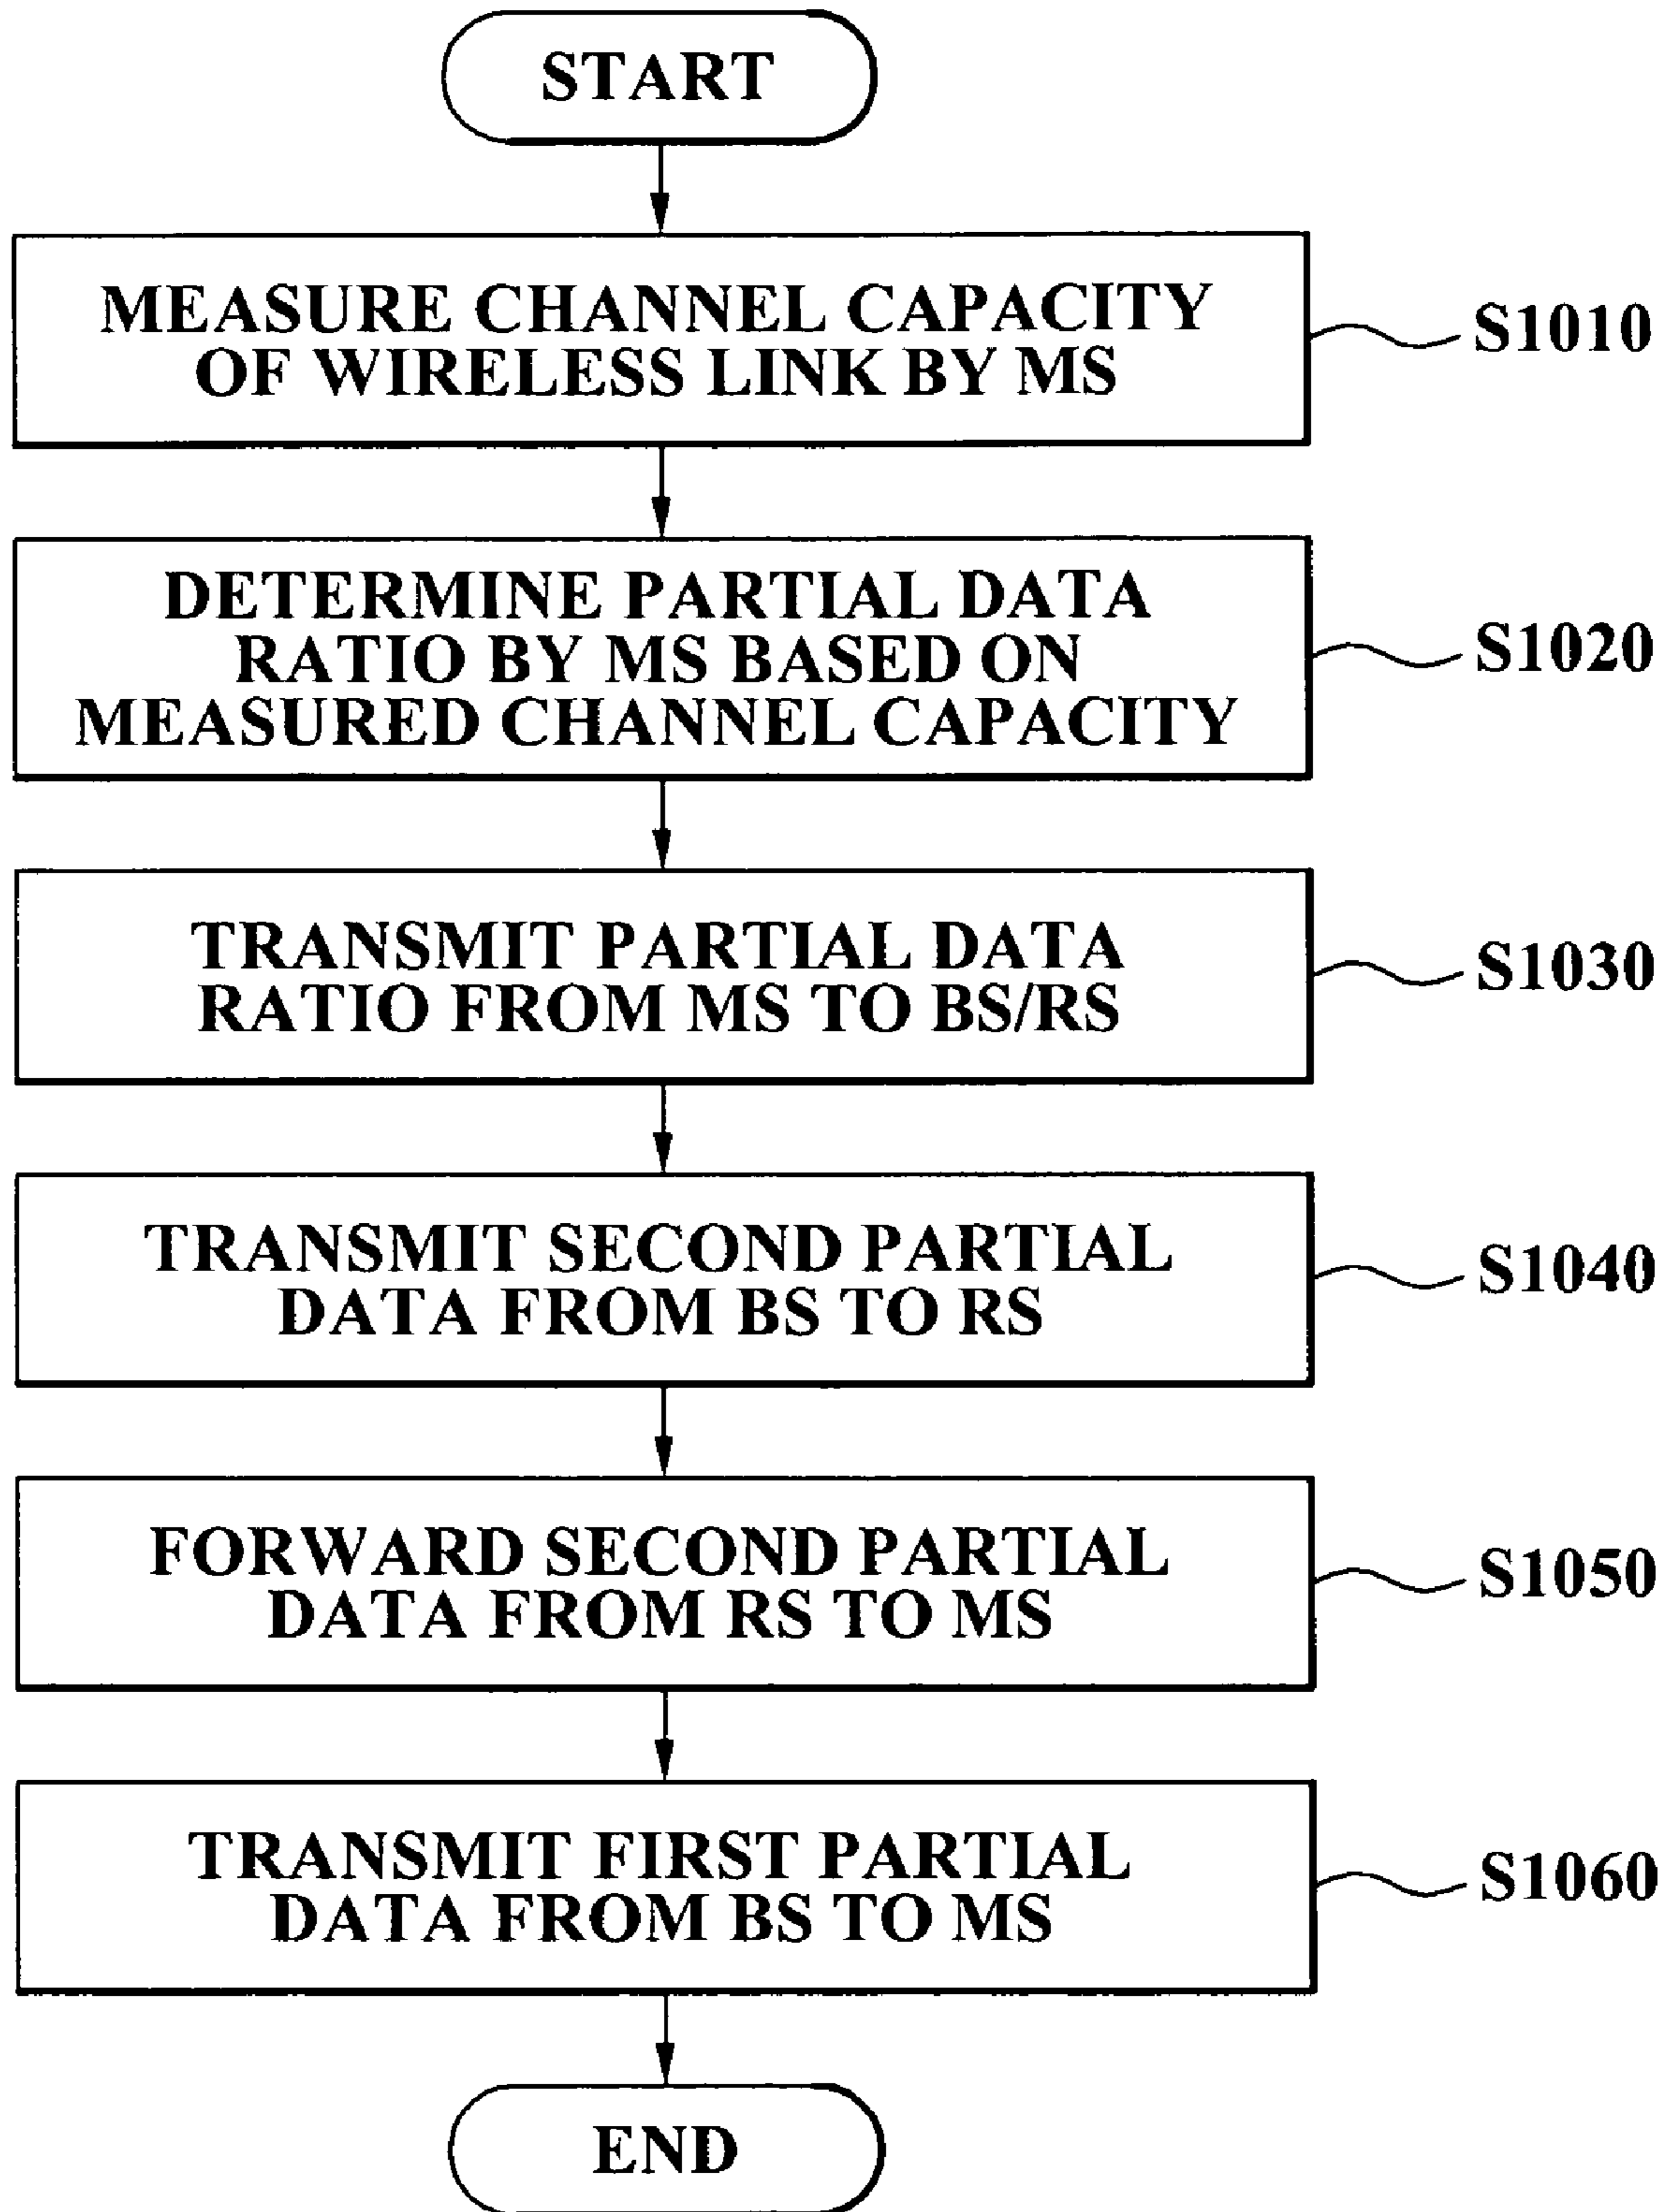 START
MEASURE CHANNEL CAPACITY
OF WIRELESS LINK BY MS
S1010
DETERMINE PARTIAL DATA
RATIO BY MS BASED ON
MEASURED CHANNEL CAPACITY
S1020
TRANSMIT PARTIAL DATA
RATIO FROM MS TO BS/RS
S1030
TRANSMIT SECOND PARTIAL
DATA FROM BS TO RS
S1040
FORWARD SECOND PARTIAL
DATA FROM RS TO MS
S1050
TRANSMIT FIRST PARTIAL
DATA FROM BS TO MS
S1060
END